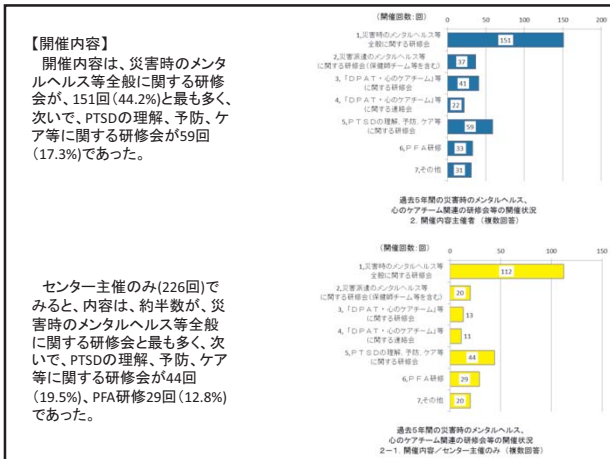 【開催内容】
開催内容は、災害時のメンタ
ルヘルス等全般に関する研修
会が、151回(44.2%)と最も多く、
次いで、PTSDの理解、予防、ケ
ア等に関する研修会が59回
(17.3%)であった。
(開催回数:回)
0 50 100 150 200
1,災害時のメンタルヘルス等
全般に関する研修会
151
2,災害派遣のメンタルヘルス等
に関する研修会(保健師チーム等を含む)
37
3,「DPAT・心のケアチーム」等
に関する研修会
41
4,「DPAT・心のケアチーム」等
に関する連絡会
22
5,PTSDの理解、予防、ケア等
に関する研修会
59
6,PFA研修
33
7,その他
31
過去5年間の災害時のメンタルヘルス、
心のケアチーム関連の研修会等の開催状況
2. 開催内容主催者 (複数回答)
センター主催のみ(226回)で
みると、内容は、約半数が、災
害時のメンタルヘルス等全般
に関する研修会と最も多く、次
いで、PTSDの理解、予防、ケア
等に関する研修会が44回
(19.5%)、PFA研修29回(12.8%)
であった。
(開催回数:回)
0 50 100 150
1,災害時のメンタルヘルス等
全般に関する研修会
112
2,災害派遣のメンタルヘルス等
に関する研修会(保健師チーム等を含む)
20
3,「DPAT・心のケアチーム」等
に関する研修会
13
4,「DPAT・心のケアチーム」等
に関する連絡会
11
5,PTSDの理解、予防、ケア等
に関する研修会
44
6,PFA研修
29
7,その他
20
過去5年間の災害時のメンタルヘルス、
心のケアチーム関連の研修会等の開催状況
2-1. 開催内容/センター主催のみ (複数回答)